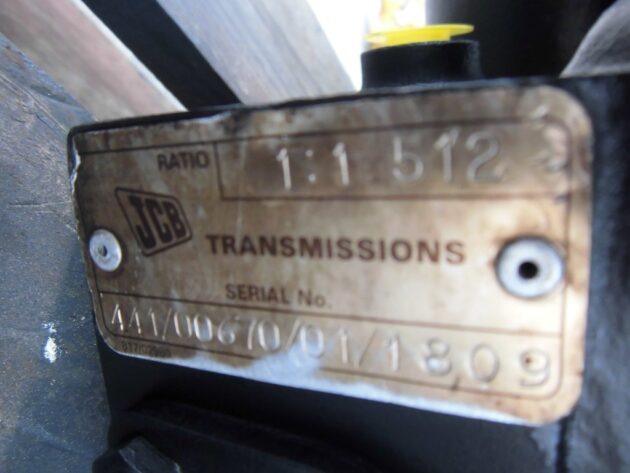 RATIO 1:1 512
JCB TRANSMISSIONS
SERIAL No.
441/00670/01/1809